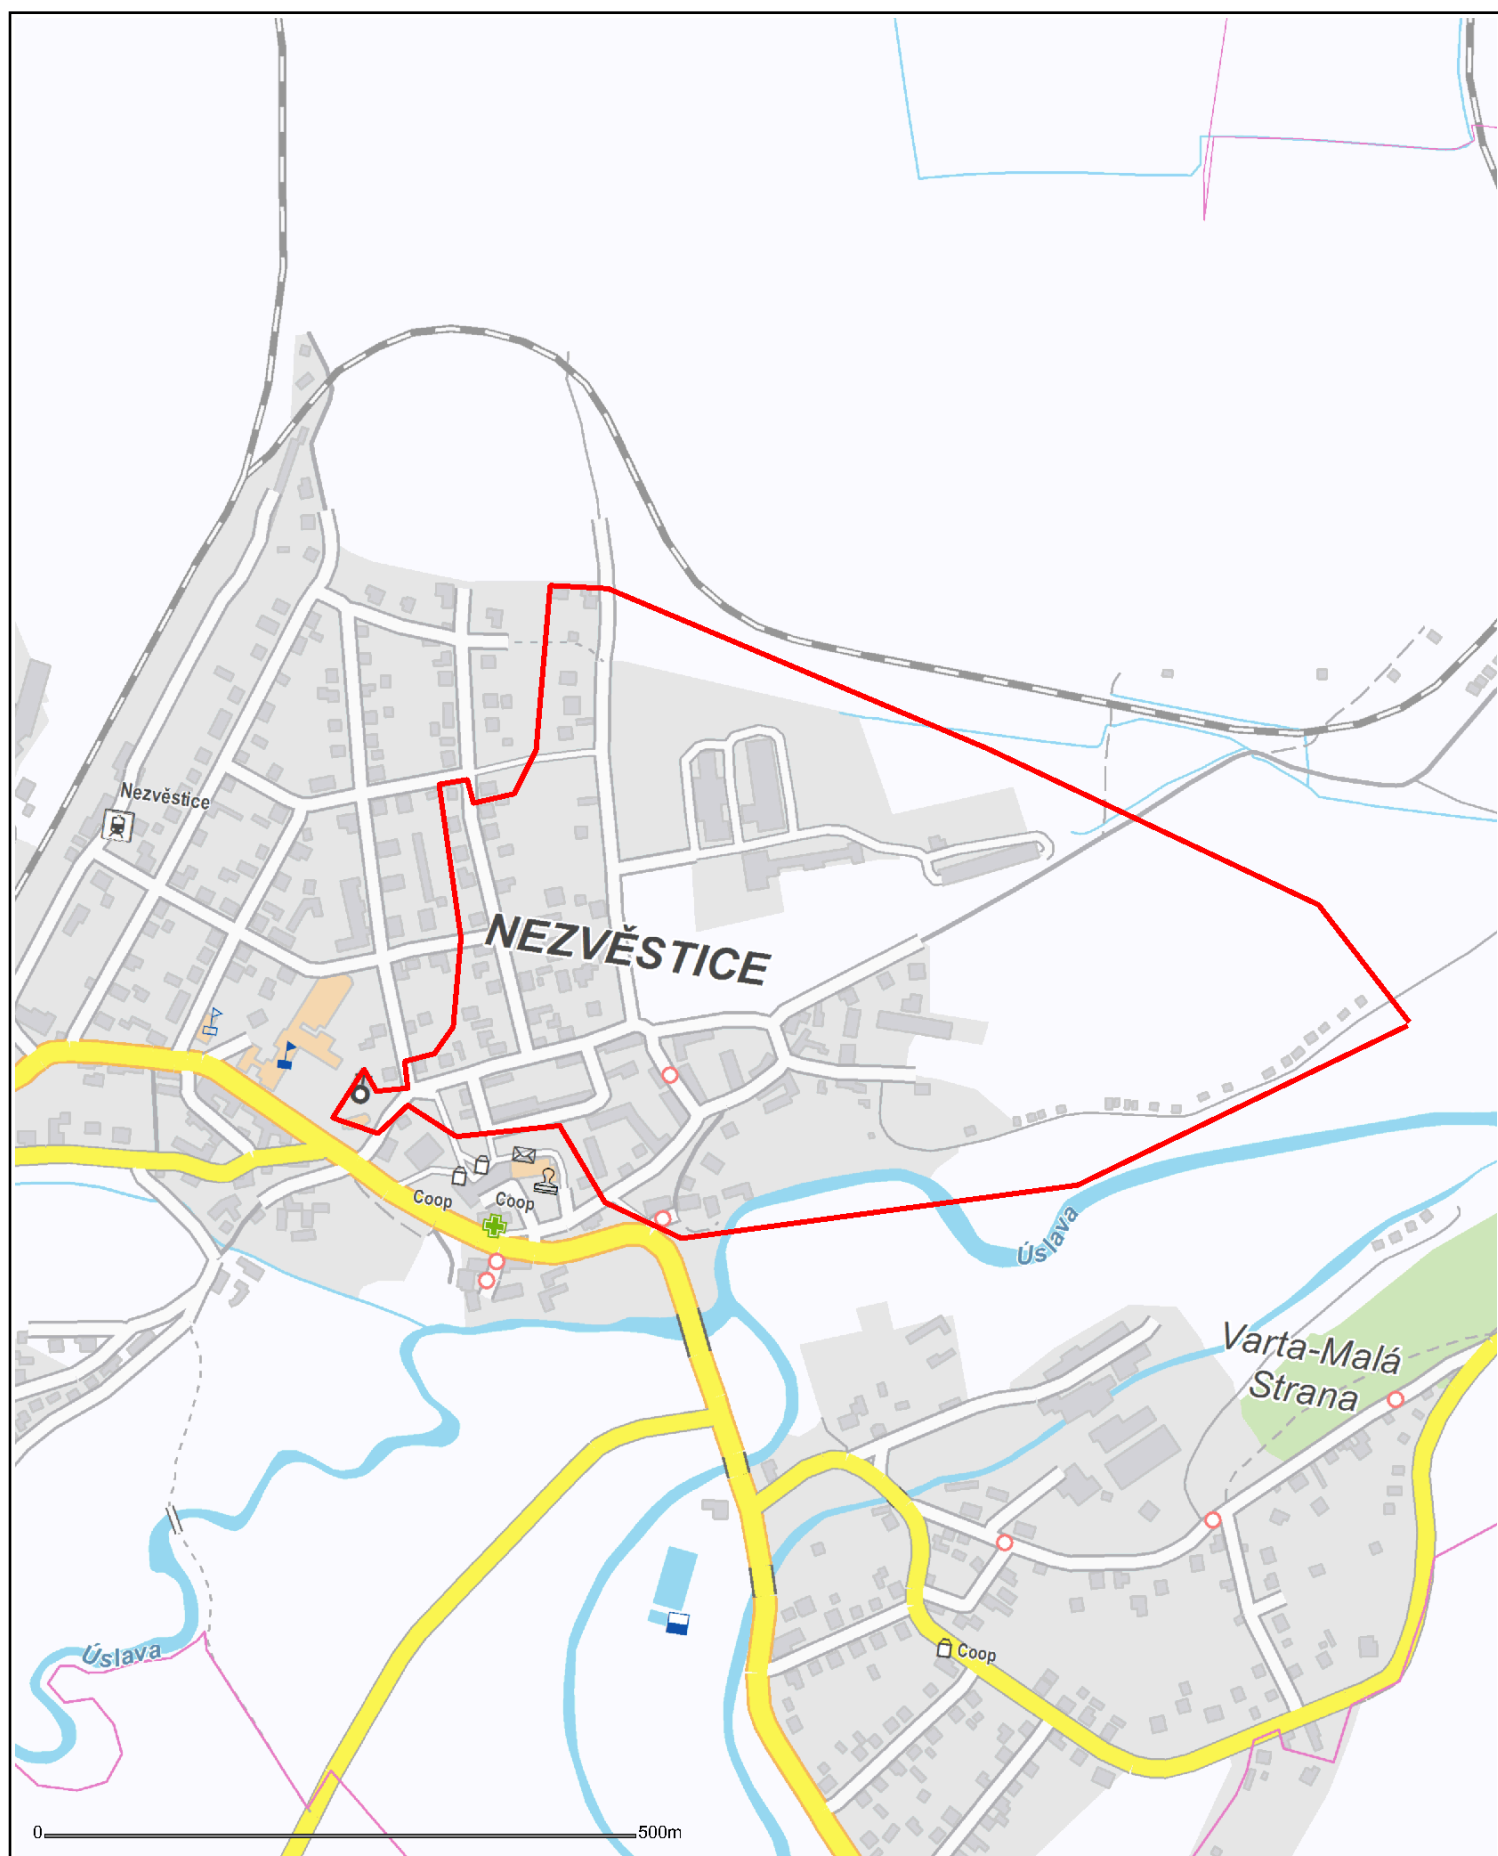 Nezvěstice
NEZVĚSTICE
Coop
Coop
Úslava
Varta-Malá
Strana
Úslava
Coop
0
500m